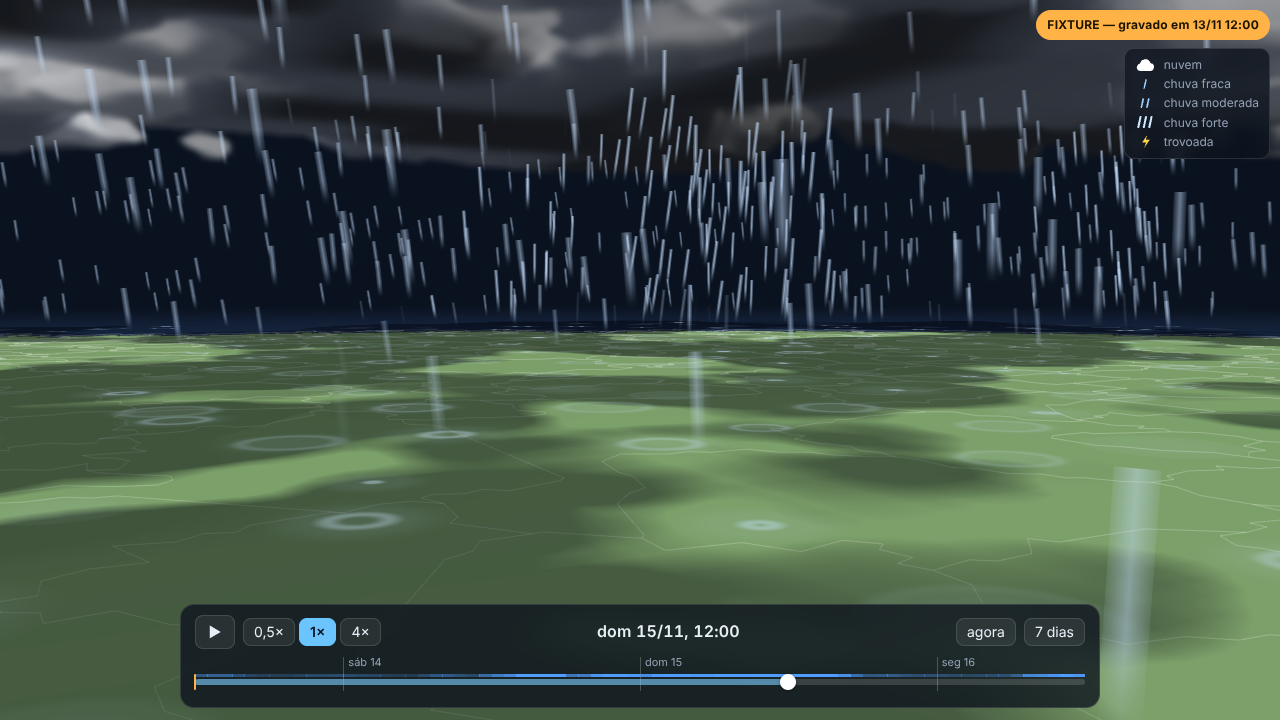 FIXTURE — gravado em 13/11 12:00
nuvem
chuva fraca
chuva moderada
chuva forte
trovoada
0,5× 1× 4× dom 15/11, 12:00 agora 7 dias
sáb 14 dom 15 seg 16